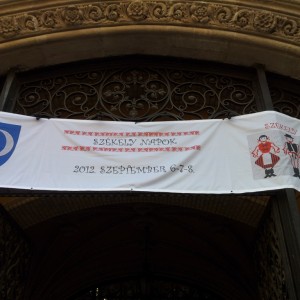 SZÉKELY NAPOK
2012. SZEPTEMBER 6-7-8.